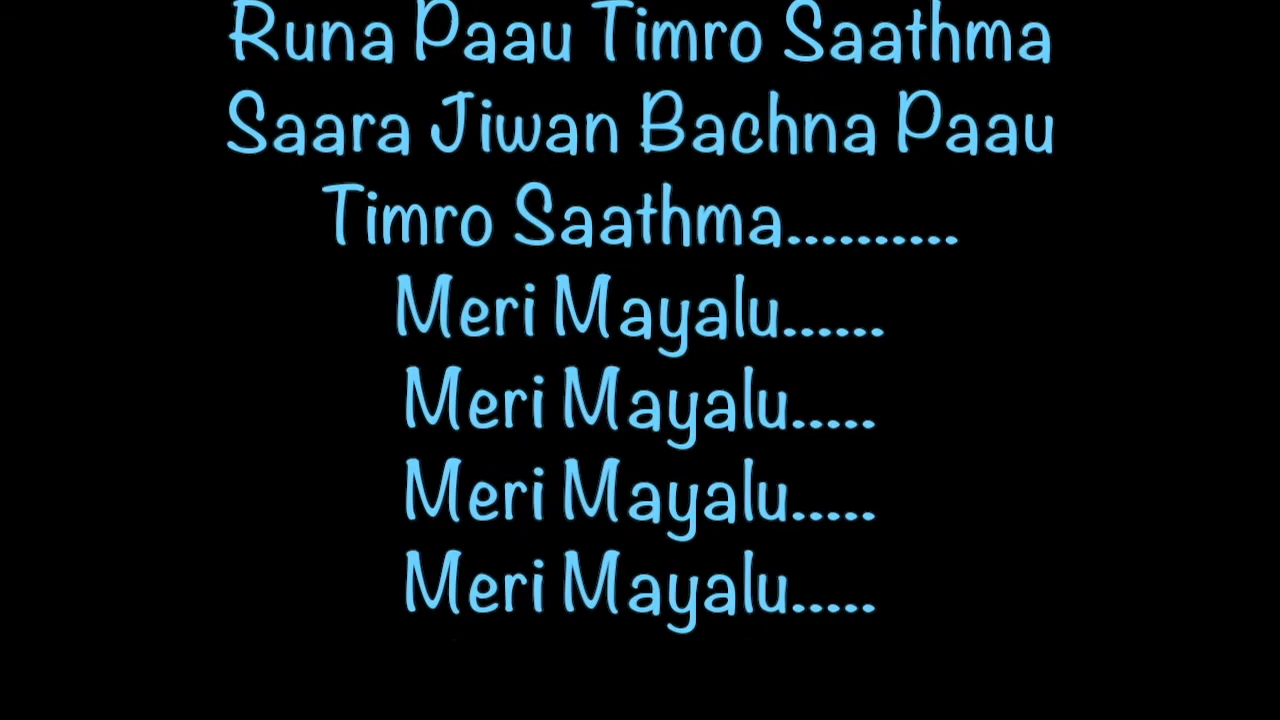 Runa Paau Timro Saathma
Saara Jiwan Bachna Paau
Timro Saathma..........
Meri Mayalu......
Meri Mayalu.....
Meri Mayalu.....
Meri Mayalu.....